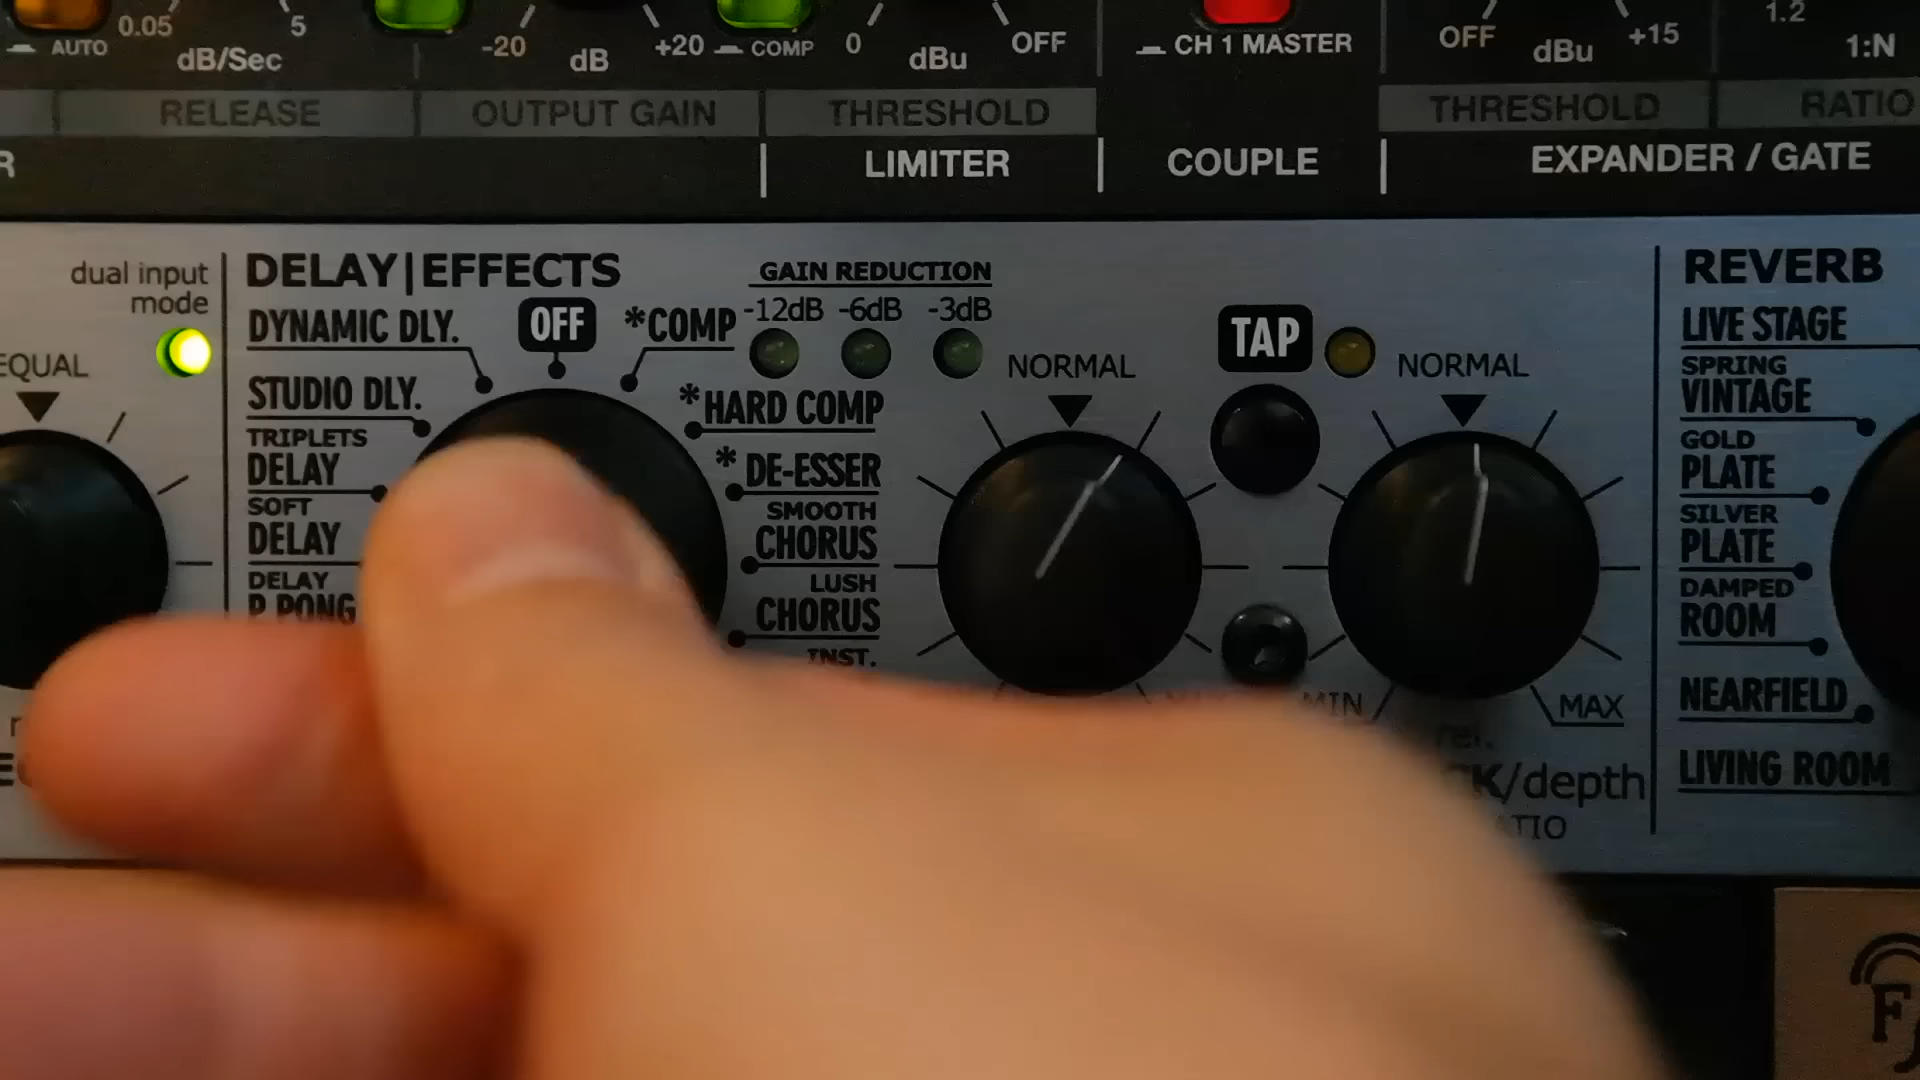 AUTO 0.05 5 -20 +20 COMP 0 OFF CH 1 MASTER OFF +15 1.2
dB/Sec dB dBu dBu 1:N
RELEASE OUTPUT GAIN THRESHOLD THRESHOLD RATIO
R LIMITER COUPLE EXPANDER / GATE
dual input
mode
EQUAL
DELAY|EFFECTS
DYNAMIC DLY.
STUDIO DLY.
TRIPLETS
DELAY
SOFT
DELAY
DELAY
P.PONG
OFF
*COMP
*HARD COMP
* DE-ESSER
SMOOTH
CHORUS
LUSH
CHORUS
INST.
GAIN REDUCTION
-12dB -6dB -3dB
NORMAL
TAP
NORMAL
MIN MAX
/depth
REVERB
LIVE STAGE
SPRING
VINTAGE
GOLD
PLATE
SILVER
PLATE
DAMPED
ROOM
NEARFIELD
LIVING ROOM
F